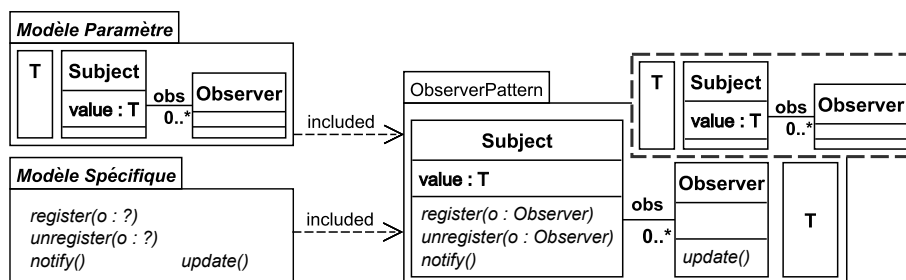 Modèle Paramètre
T
Subject
value : T
obs
0..*
Observer
included
Modèle Spécifique
register(o : ?)
unregister(o : ?)
notify()
update()
included
ObserverPattern
Subject
value : T
register(o : Observer)
unregister(o : Observer)
notify()
obs
0..*
Observer
update()
T
T
Subject
value : T
obs
0..*
Observer